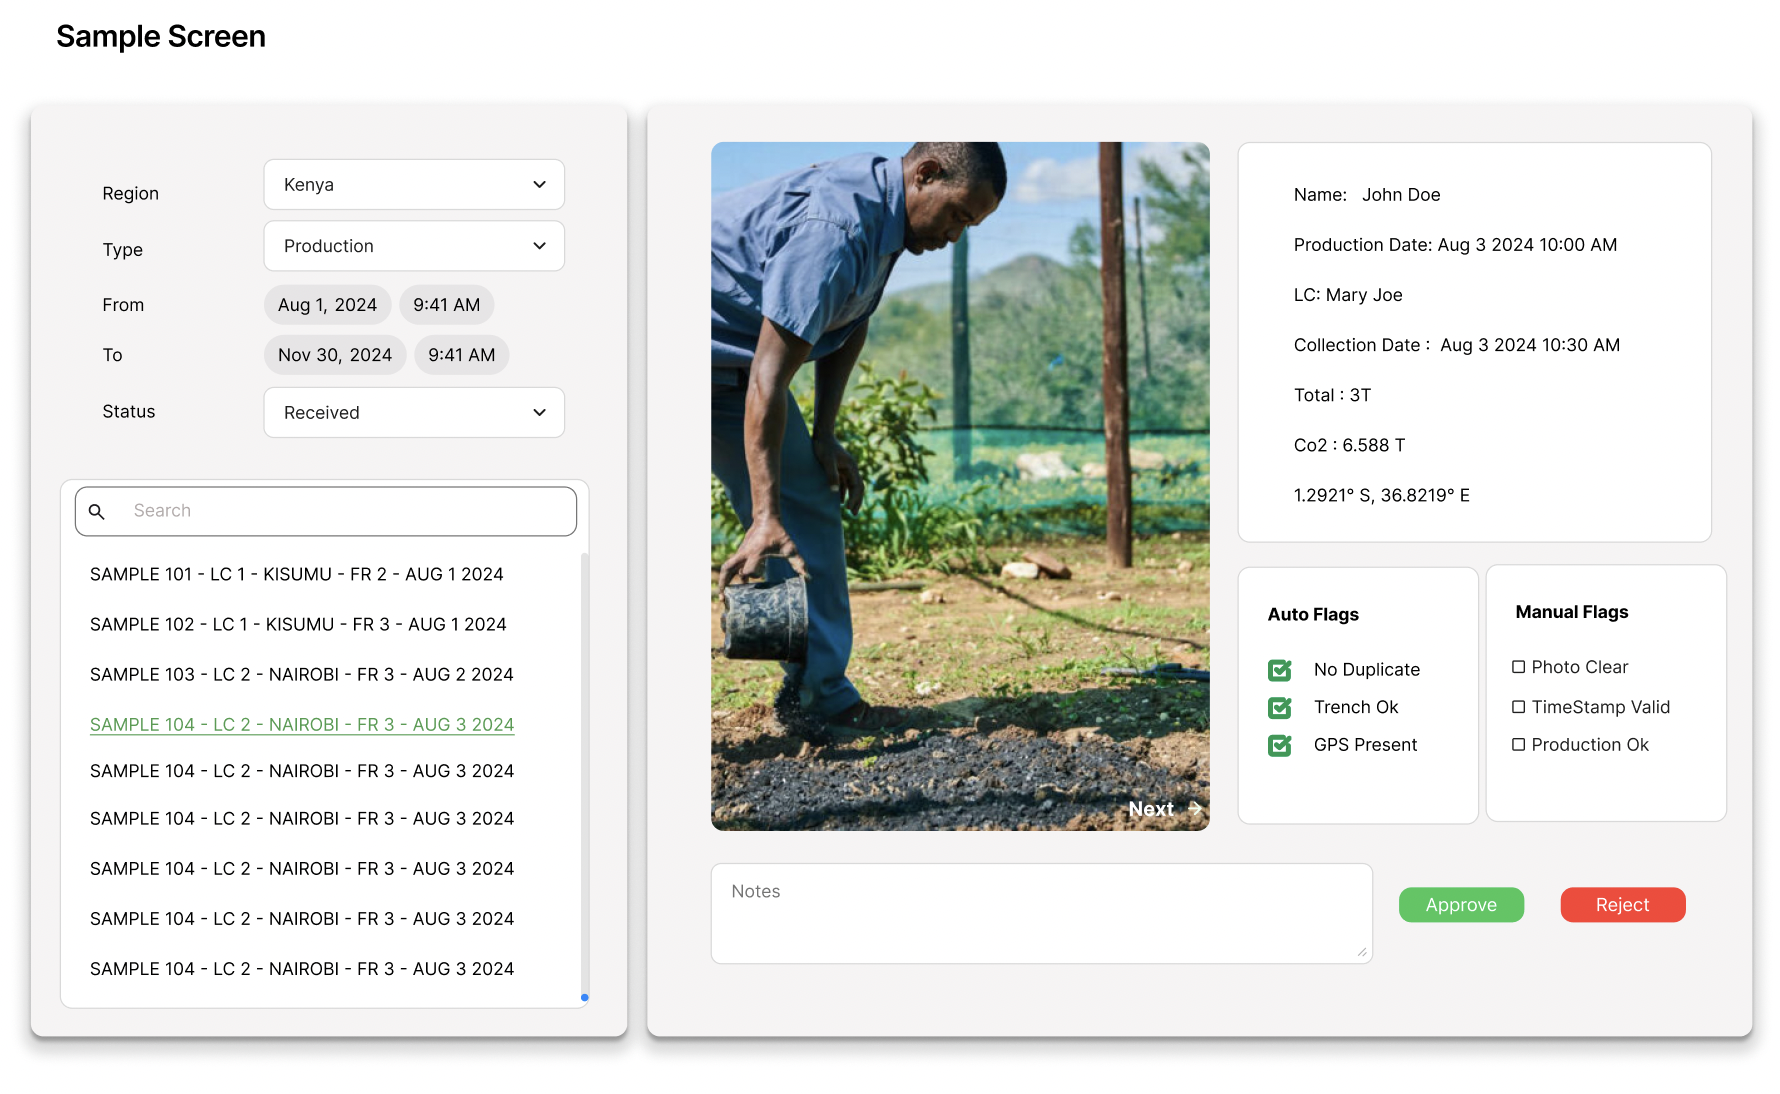 Sample Screen
Region
Kenya
Type
Production
From
Aug 1, 2024
9:41 AM
To
Nov 30, 2024
9:41 AM
Status
Received
Search
SAMPLE 101 - LC 1 - KISUMU - FR 2 - AUG 1 2024
SAMPLE 102 - LC 1 - KISUMU - FR 3 - AUG 1 2024
SAMPLE 103 - LC 2 - NAIROBI - FR 3 - AUG 2 2024
SAMPLE 104 - LC 2 - NAIROBI - FR 3 - AUG 3 2024
SAMPLE 104 - LC 2 - NAIROBI - FR 3 - AUG 3 2024
SAMPLE 104 - LC 2 - NAIROBI - FR 3 - AUG 3 2024
SAMPLE 104 - LC 2 - NAIROBI - FR 3 - AUG 3 2024
SAMPLE 104 - LC 2 - NAIROBI - FR 3 - AUG 3 2024
SAMPLE 104 - LC 2 - NAIROBI - FR 3 - AUG 3 2024
Next
Name: John Doe
Production Date: Aug 3 2024 10:00 AM
LC: Mary Joe
Collection Date : Aug 3 2024 10:30 AM
Total : 3T
Co2 : 6.588 T
1.2921° S, 36.8219° E
Auto Flags
No Duplicate
Trench Ok
GPS Present
Manual Flags
Photo Clear
TimeStamp Valid
Production Ok
Notes
Approve
Reject